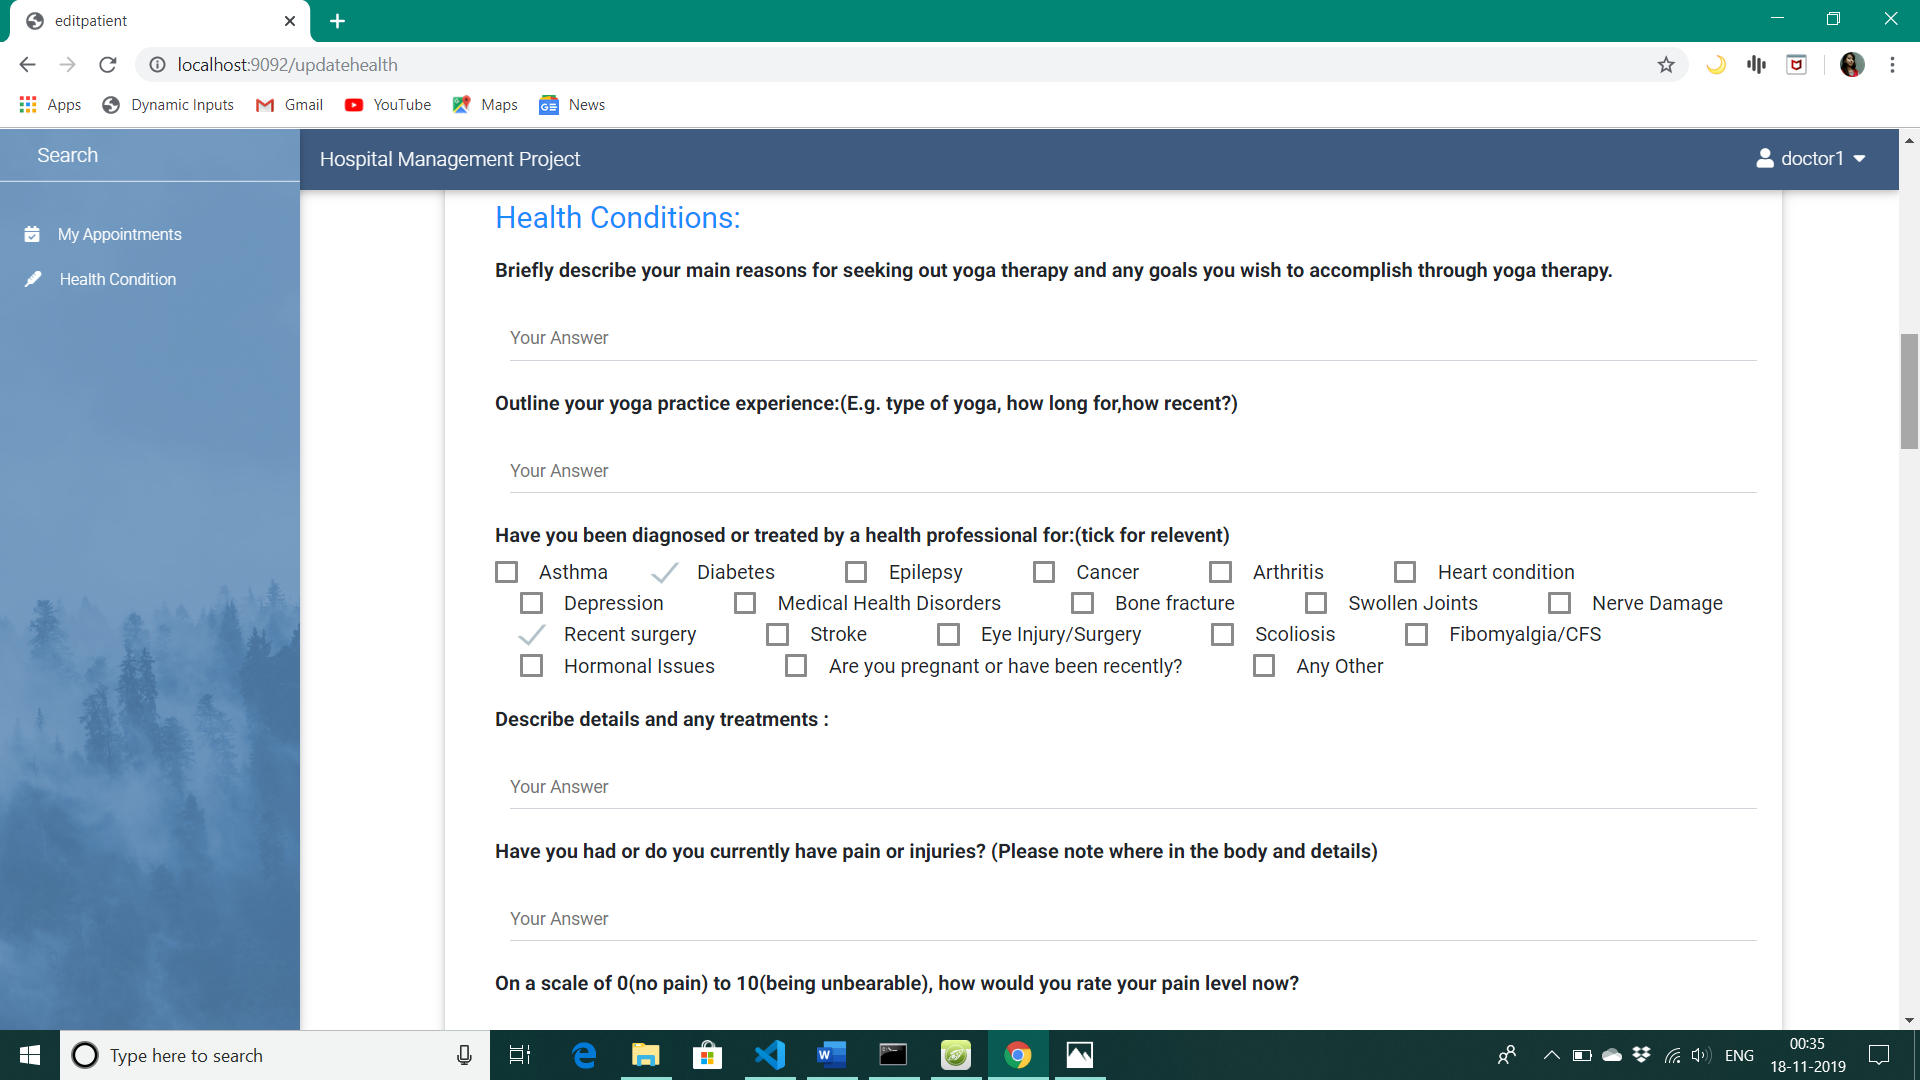 editpatient
localhost:9092/updatehealth
Apps Dynamic Inputs Gmail YouTube Maps News
Search
Hospital Management Project
doctor1
My Appointments
Health Condition
Health Conditions:
Briefly describe your main reasons for seeking out yoga therapy and any goals you wish to accomplish through yoga therapy.
Your Answer
Outline your yoga practice experience:(E.g. type of yoga, how long for,how recent?)
Your Answer
Have you been diagnosed or treated by a health professional for:(tick for relevent)
Asthma Diabetes Epilepsy Cancer Arthritis Heart condition
Depression Medical Health Disorders Bone fracture Swollen Joints Nerve Damage
Recent surgery Stroke Eye Injury/Surgery Scoliosis Fibomyalgia/CFS
Hormonal Issues Are you pregnant or have been recently? Any Other
Describe details and any treatments :
Your Answer
Have you had or do you currently have pain or injuries? (Please note where in the body and details)
Your Answer
On a scale of 0(no pain) to 10(being unbearable), how would you rate your pain level now?
Type here to search
ENG
00:35
18-11-2019